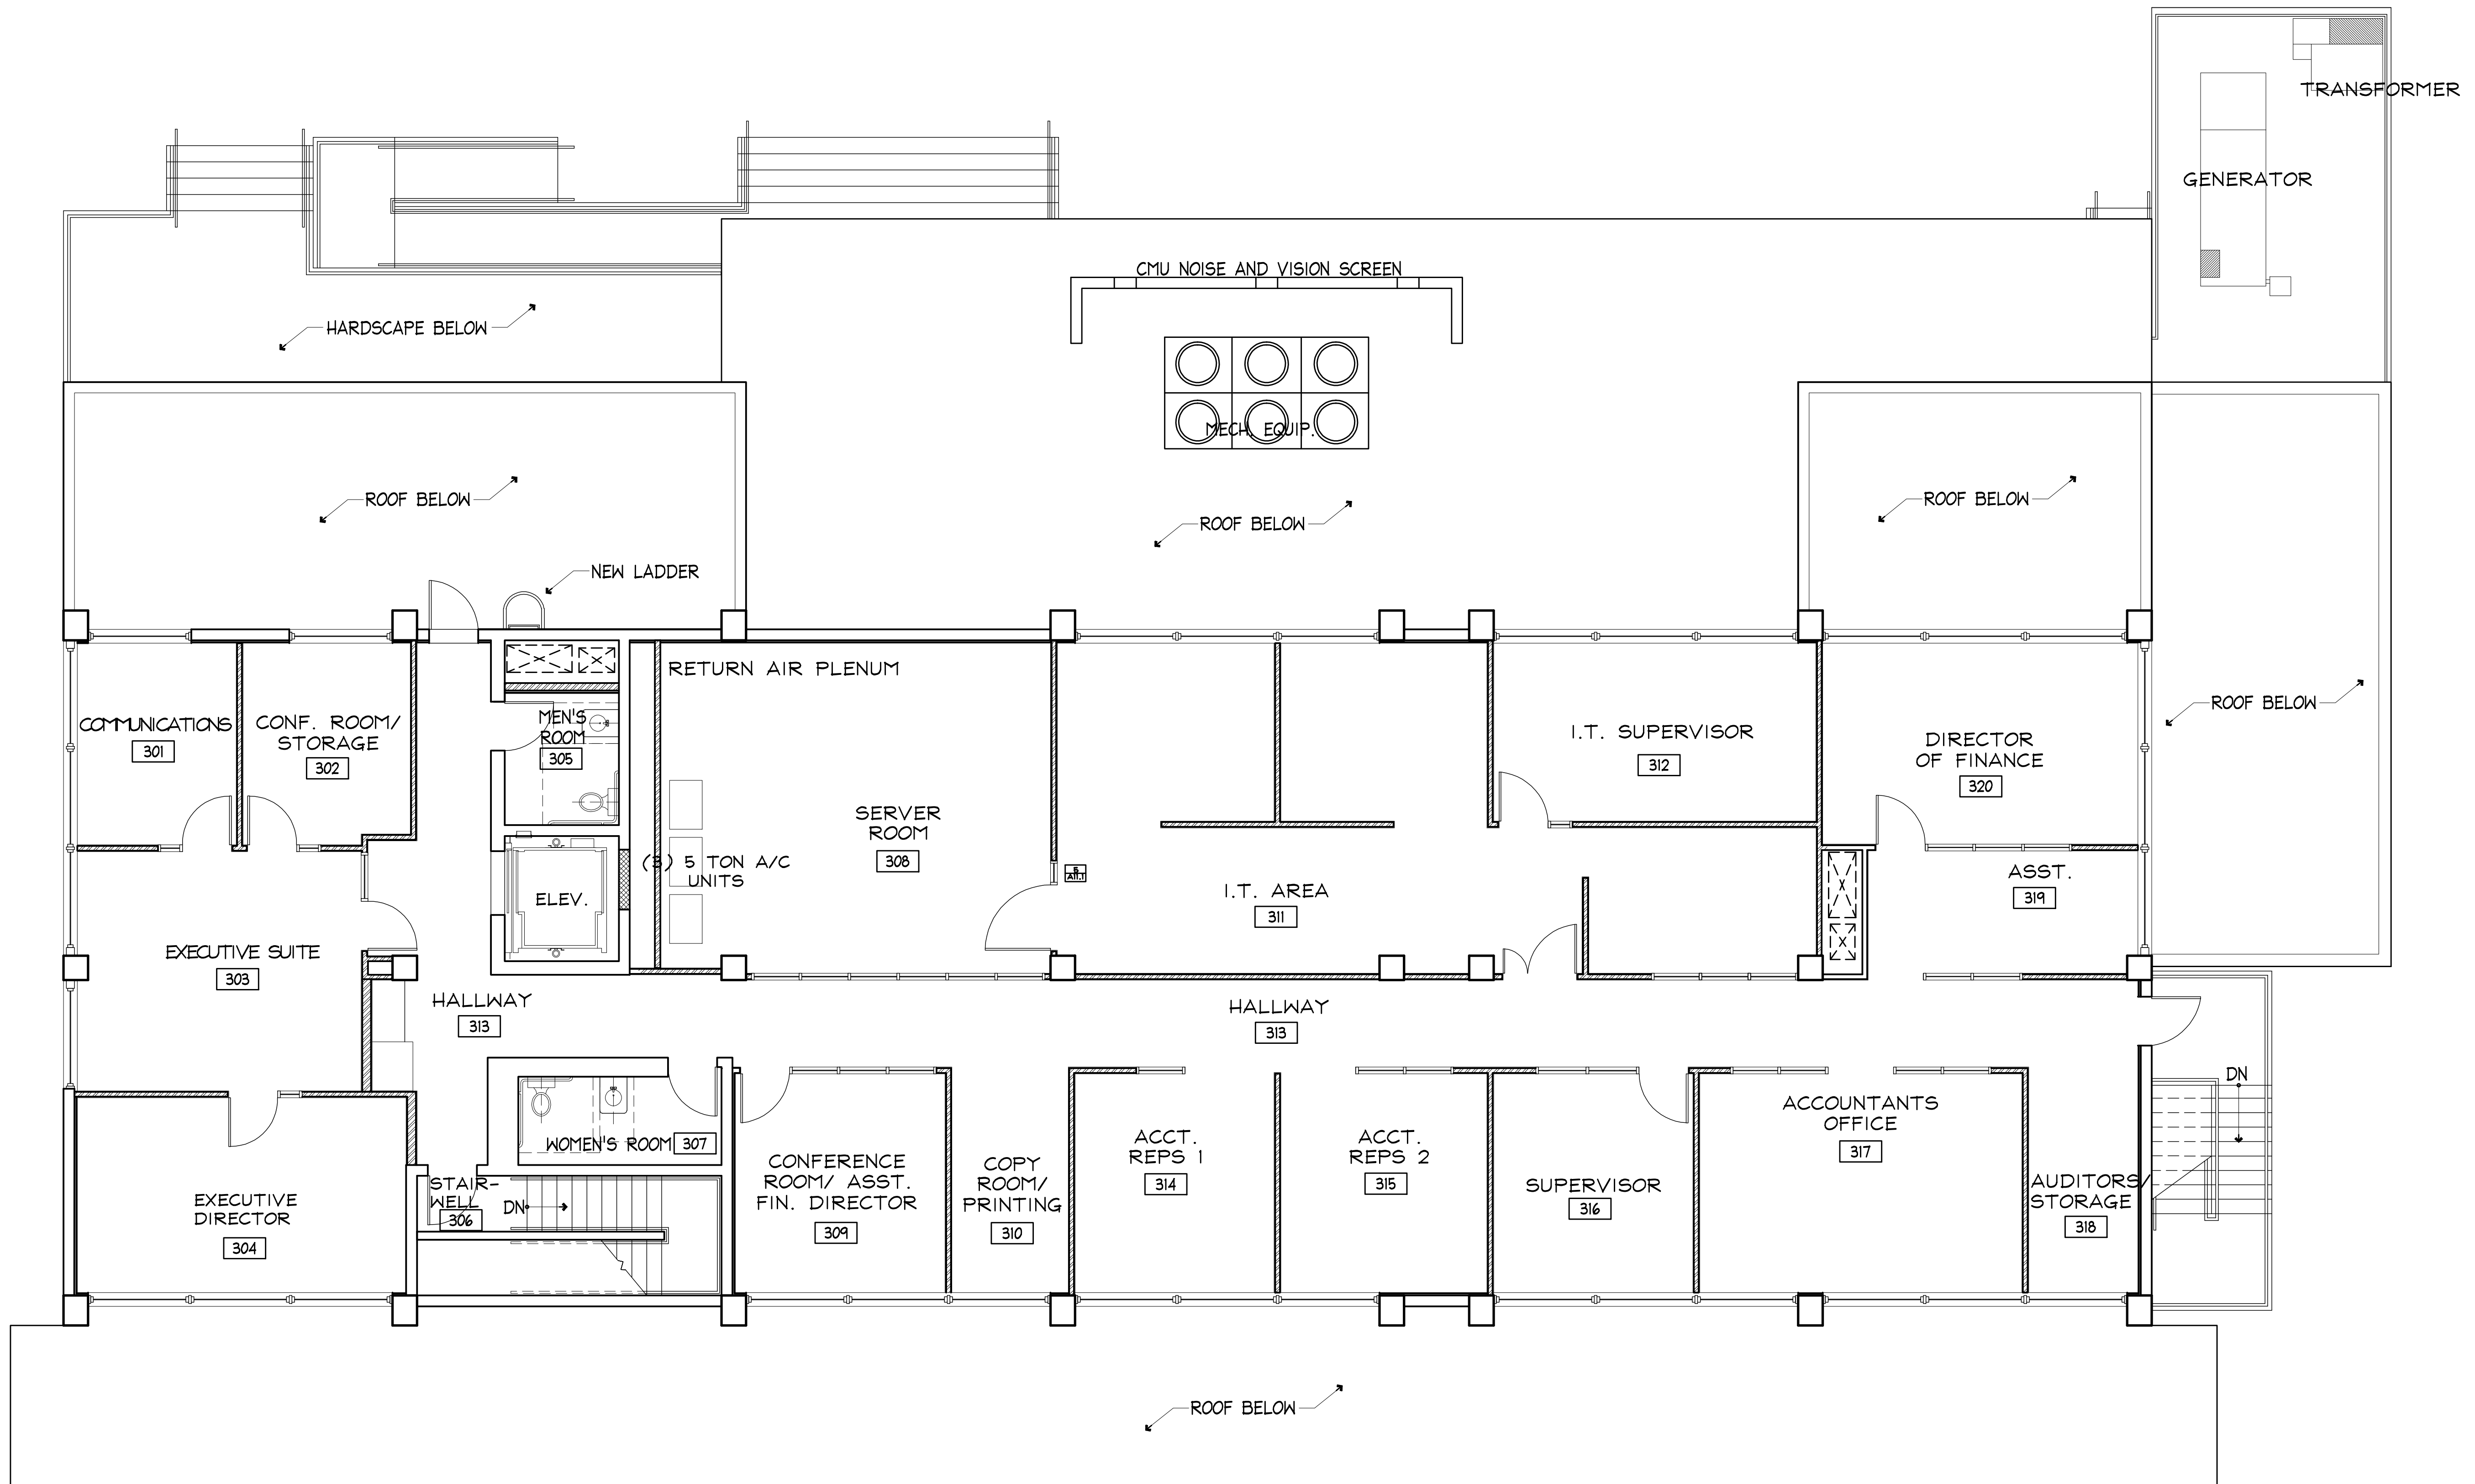 TRANSFORMER
GENERATOR
CMU NOISE AND VISION SCREEN
HARDSCAPE BELOW
MECH. EQUIP.
ROOF BELOW
ROOF BELOW
ROOF BELOW
NEW LADDER
RETURN AIR PLENUM
ROOF BELOW
COMMUNICATIONS
301
CONF. ROOM/
STORAGE
302
MEN'S
ROOM
305
SERVER
ROOM
308
(3) 5 TON A/C
UNITS
ELEV.
I.T. SUPERVISOR
312
DIRECTOR
OF FINANCE
320
5
A11.1
I.T. AREA
311
ASST.
319
EXECUTIVE SUITE
303
HALLWAY
313
HALLWAY
313
DN
WOMEN'S ROOM
307
STAIR-
WELL
306
DN
EXECUTIVE
DIRECTOR
304
CONFERENCE
ROOM/ ASST.
FIN. DIRECTOR
309
COPY
ROOM/
PRINTING
310
ACCT.
REPS 1
314
ACCT.
REPS 2
315
SUPERVISOR
316
ACCOUNTANTS
OFFICE
317
AUDITORS/
STORAGE
318
ROOF BELOW